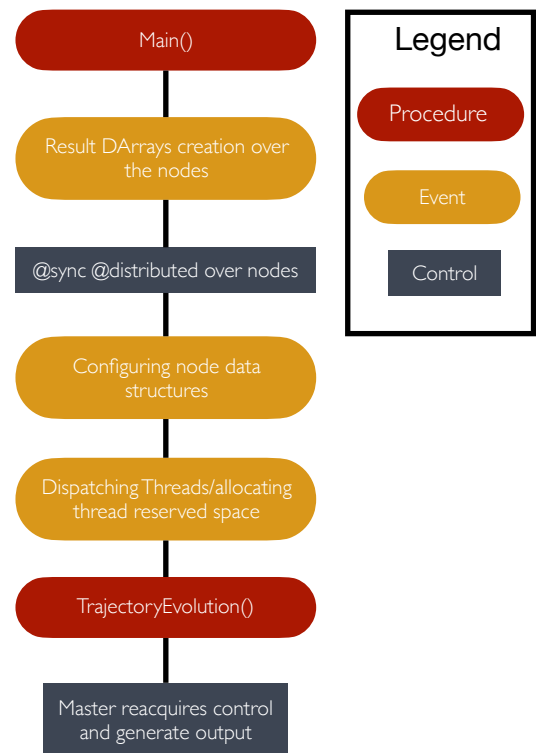 Main()
Result DArrays creation over
the nodes
@sync @distributed over nodes
Configuring node data
structures
Dispatching Threads/allocating
thread reserved space
TrajectoryEvolution()
Master reacquires control
and generate output
Legend
Procedure
Event
Control